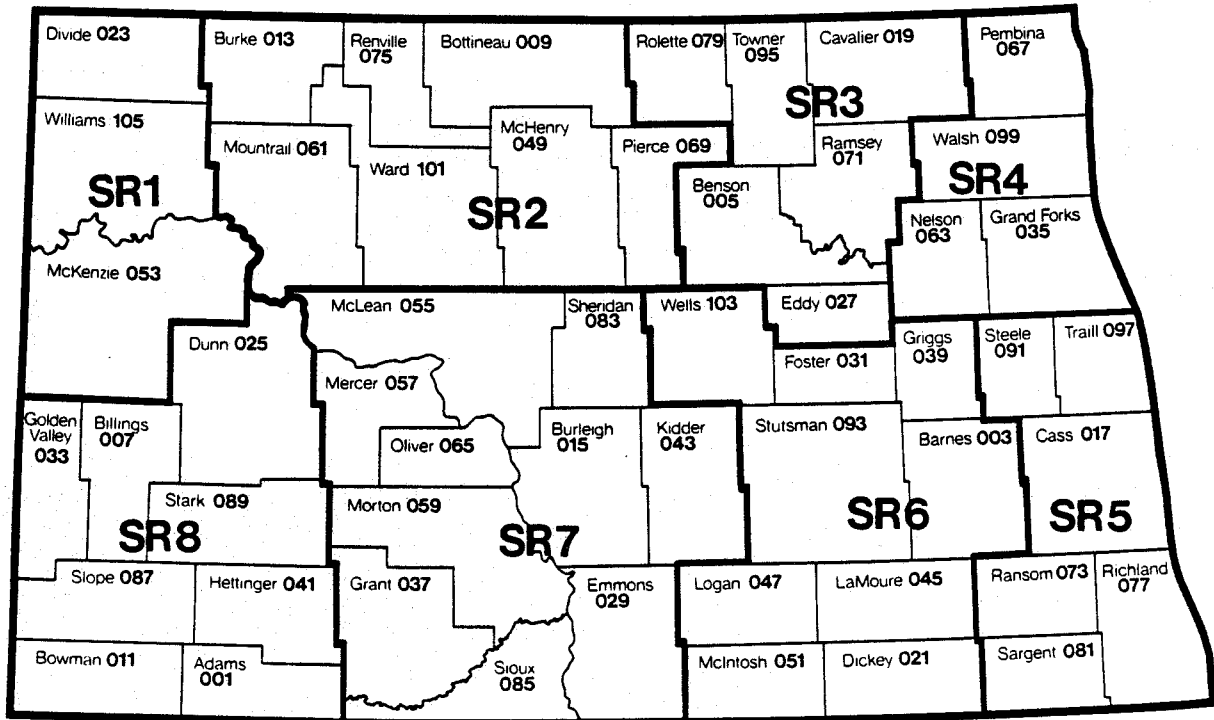 Divide 023
Burke 013
Renville
075
Bottineau 009
Rolette 079
Towner
095
Cavalier 019
Pembina
067
SR3
Williams 105
Mountrail 061
Ward 101
McHenry
049
Pierce 069
Ramsey
071
Walsh 099
SR1
SR2
Benson
005
SR4
Nelson
063
Grand Forks
035
McKenzie 053
McLean 055
Sheridan
083
Wells 103
Eddy 027
Dunn 025
Griggs
039
Steele
091
Traill 097
Foster 031
Mercer 057
Golden
Valley
033
Billings
007
Oliver 065
Burleigh
015
Kidder
043
Stutsman 093
Barnes 003
Cass 017
Stark 089
Morton 059
SR8
SR7
SR6
SR5
Slope 087
Hettinger 041
Grant 037
Emmons
029
Logan 047
LaMoure 045
Ransom 073
Richland
077
Bowman 011
Adams
001
Sioux
085
McIntosh 051
Dickey 021
Sargent 081